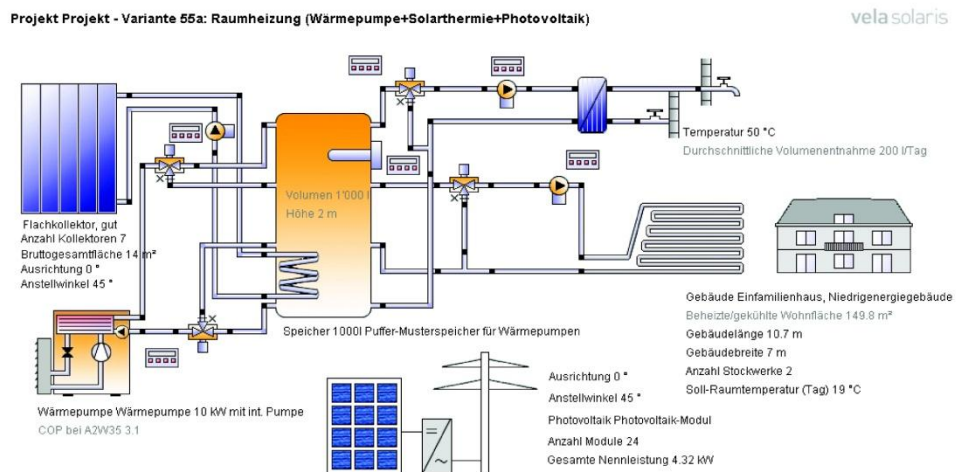 Projekt Projekt - Variante 55a: Raumheizung (Wärmepumpe+Solarthermie+Photovoltaik)
vela solaris
Temperatur 50 °C
Durchschnittliche Volumenentnahme 200 l/Tag
Volumen 1'000 l
Höhe 2 m
Flachkollektor, gut
Anzahl Kollektoren 7
Bruttogesamtfläche 14 m²
Ausrichtung 0 °
Anstellwinkel 45 °
Speicher 1000l Puffer-Musterspeicher für Wärmepumpen
Gebäude Einfamilienhaus, Niedrigenergiegebäude
Beheizte/gekühlte Wohnfläche 149.8 m²
Gebäudelänge 10.7 m
Gebäudebreite 7 m
Anzahl Stockwerke 2
Soll-Raumtemperatur (Tag) 19 °C
Wärmepumpe Wärmepumpe 10 kW mit int. Pumpe
COP bei A2W35 3.1
Ausrichtung 0 °
Anstellwinkel 45 °
Photovoltaik Photovoltaik-Modul
Anzahl Module 24
Gesamte Nennleistung 4.32 kW